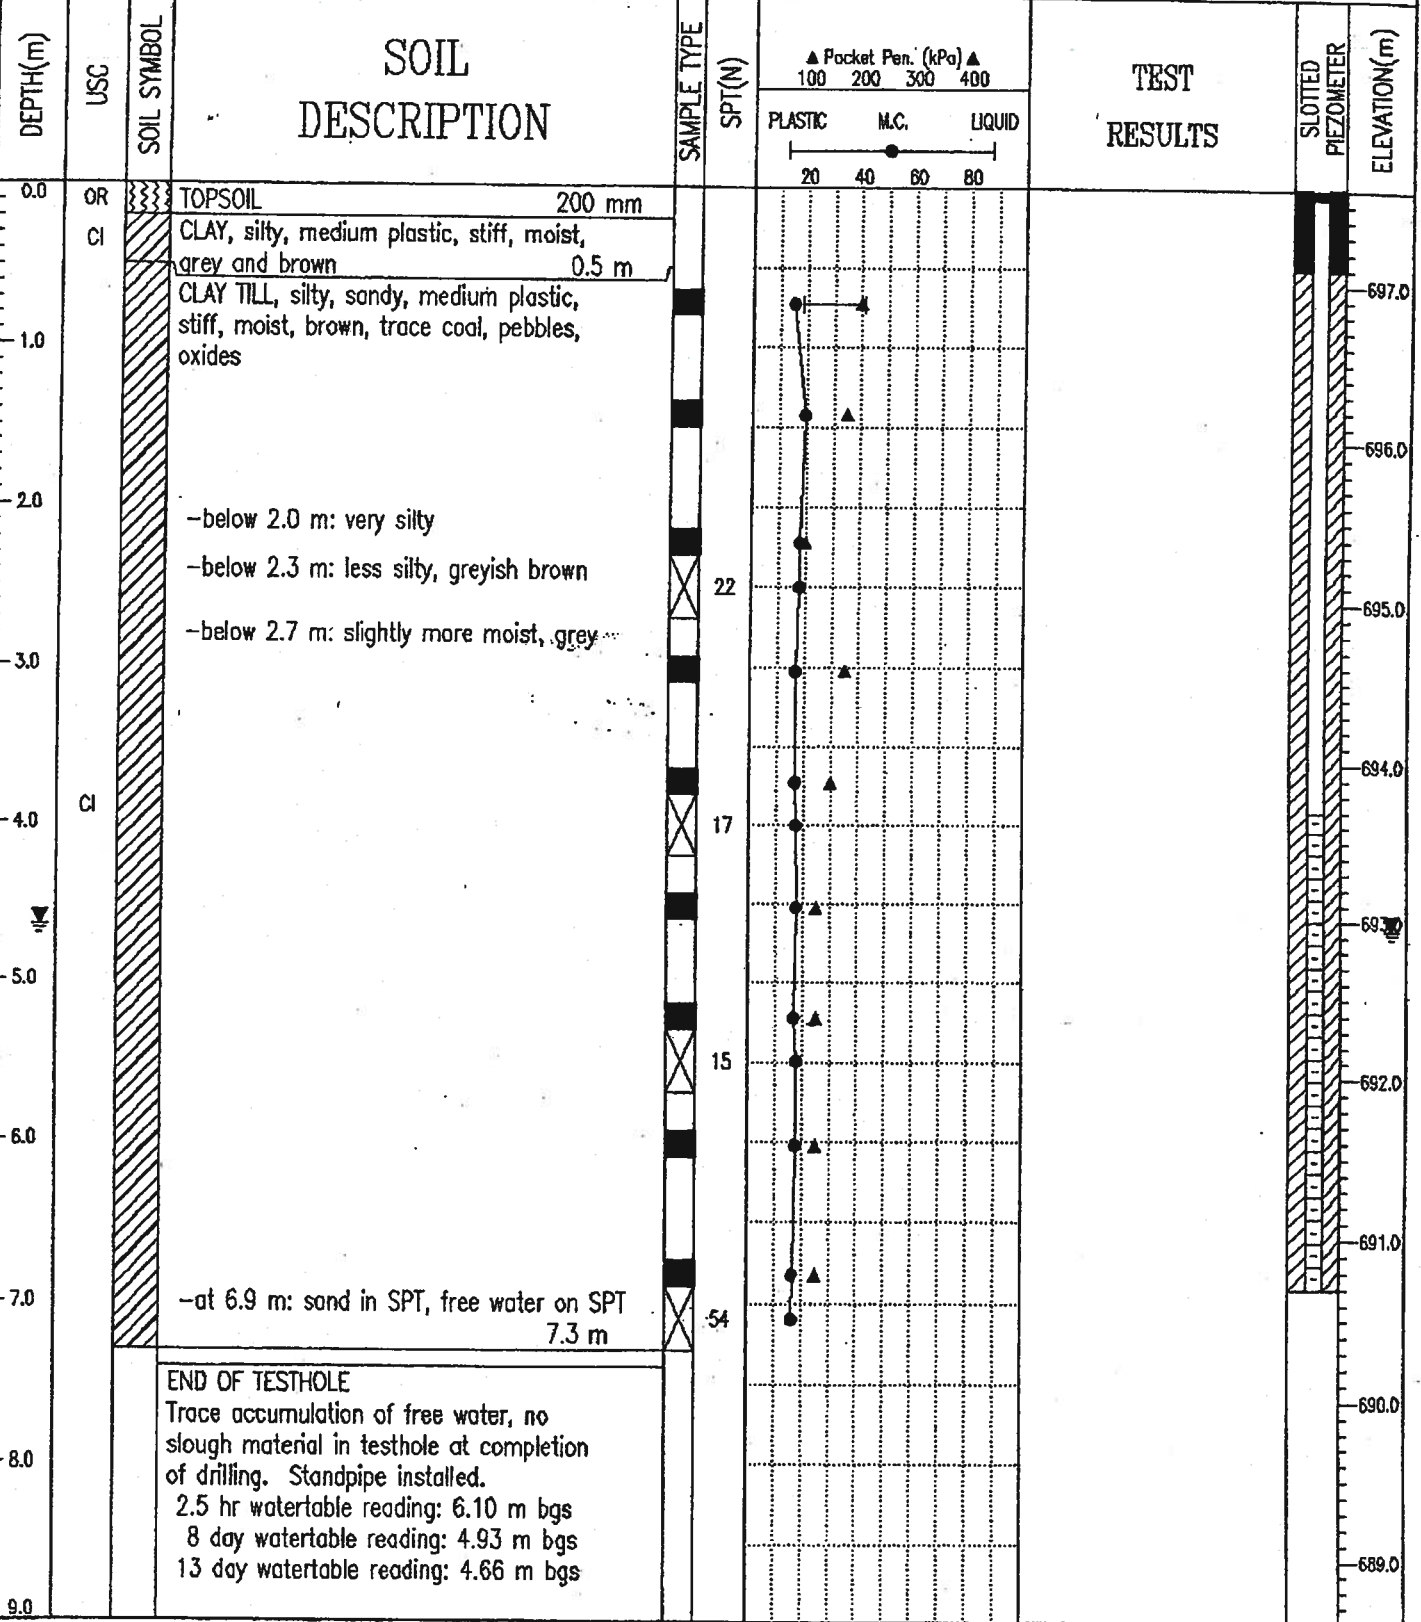 DEPTH(m)
USC
SOIL SYMBOL
SOIL
DESCRIPTION
SAMPLE TYPE
SPT(N)
▲ Pocket Pen. (kPa) ▲
100 200 300 400
PLASTIC M.C. LIQUID
20 40 60 80
TEST
RESULTS
SLOTTED
PIEZOMETER
ELEVATION(m)
0.0
OR
TOPSOIL 200 mm
CI
CLAY, silty, medium plastic, stiff, moist,
grey and brown 0.5 m
CLAY TILL, silty, sandy, medium plastic,
stiff, moist, brown, trace coal, pebbles,
oxides
697.0
1.0
696.0
2.0
-below 2.0 m: very silty
-below 2.3 m: less silty, greyish brown
22
695.0
-below 2.7 m: slightly more moist, grey
3.0
694.0
CI
4.0
17
693.0
5.0
15
692.0
6.0
691.0
7.0
-at 6.9 m: sand in SPT, free water on SPT
54
7.3 m
END OF TESTHOLE
Trace accumulation of free water, no
slough material in testhole at completion
of drilling. Standpipe installed.
2.5 hr watertable reading: 6.10 m bgs
8 day watertable reading: 4.93 m bgs
13 day watertable reading: 4.66 m bgs
690.0
8.0
689.0
9.0